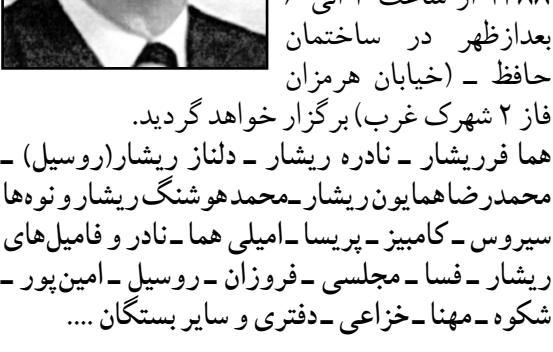 از ساعت
بعدازظهر در ساختمان
حافظ ـ (خیابان هرمزان
فاز ۲ شهرک غرب) برگزار خواهد گردید.
هما فرریشار ـ نادره ریشار ـ دلناز ریشار(روسیل) ـ
محمدرضاهمایون ریشار ـ محمدهوشنگ ریشار و نوه‌ها
سیروس ـ کامبیز ـ پریسا ـ امیلی هما ـ نادر و فامیل‌های
ریشار ـ فسا ـ مجلسی ـ فروزان ـ روسیل ـ امین‌پور ـ
شکوه ـ مهنا ـ خزاعی ـ دفتری و سایر بستگان ....